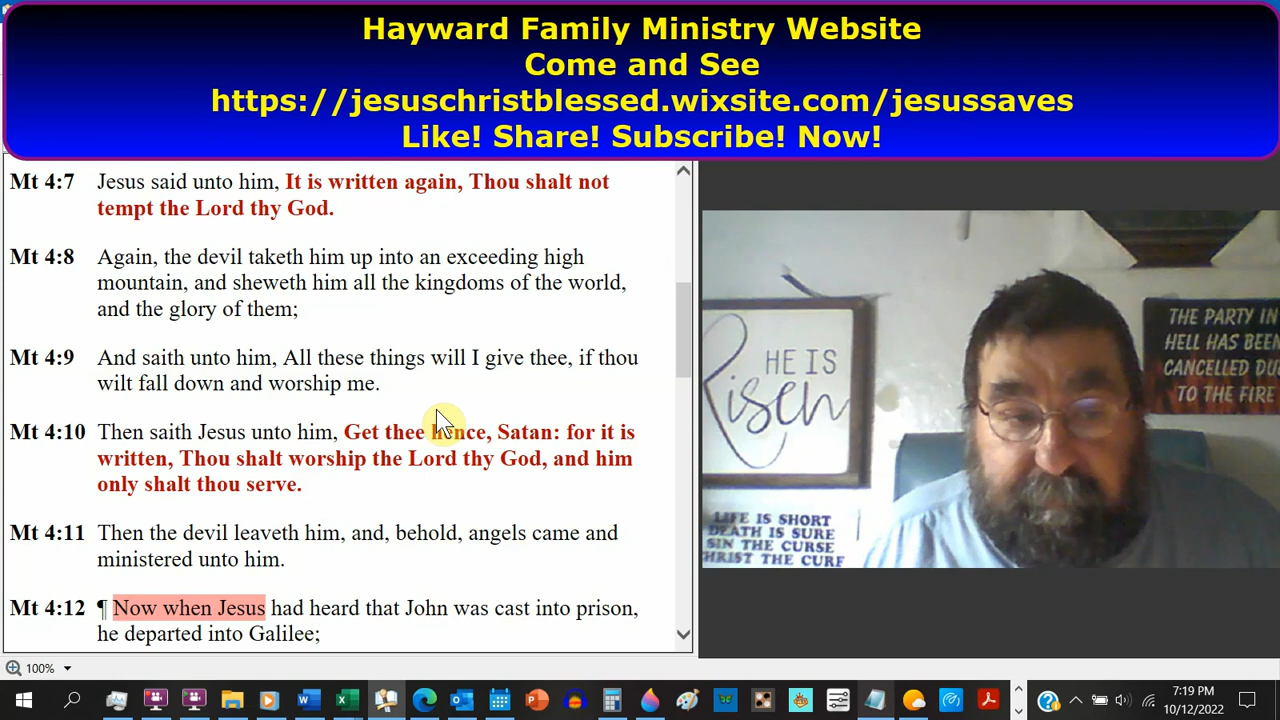 Hayward Family Ministry Website
Come and See
https://jesuschristblessed.wixsite.com/jesussaves
Like! Share! Subscribe! Now!
Mt 4:7 Jesus said unto him, It is written again, Thou shalt not
tempt the Lord thy God.
Mt 4:8 Again, the devil taketh him up into an exceeding high
mountain, and sheweth him all the kingdoms of the world,
and the glory of them;
Mt 4:9 And saith unto him, All these things will I give thee, if thou
wilt fall down and worship me.
Mt 4:10 Then saith Jesus unto him, Get thee hence, Satan: for it is
written, Thou shalt worship the Lord thy God, and him
only shalt thou serve.
Mt 4:11 Then the devil leaveth him, and, behold, angels came and
ministered unto him.
Mt 4:12 ¶ Now when Jesus had heard that John was cast into prison,
he departed into Galilee;
HE IS
Risen
THE PARTY IN
HELL HAS BEEN
CANCELLED DU
TO THE FIRE
LIFE IS SHORT
DEATH IS SURE
SIN THE CURSE
CHRIST THE CUR
100%
7:19 PM
10/12/2022